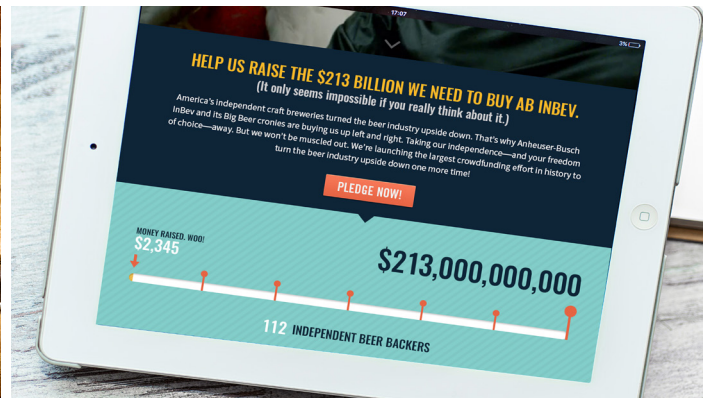 17:07
3%
HELP US RAISE THE $213 BILLION WE NEED TO BUY AB INBEV.
(It only seems impossible if you really think about it.)
America's independent craft breweries turned the beer industry upside down. That's why Anheuser-Busch
InBev and its Big Beer cronies are buying us up left and right. Taking our independence—and your freedom
of choice—away. But we won't be muscled out. We're launching the largest crowdfunding effort in history to
turn the beer industry upside down one more time!
PLEDGE NOW!
MONEY RAISED. WOO!
$2,345
$213,000,000,000
112 INDEPENDENT BEER BACKERS